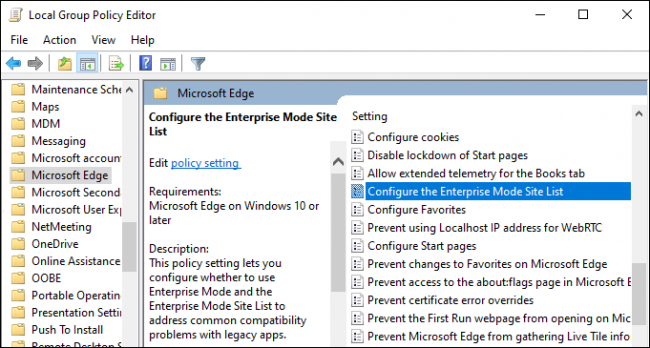 Local Group Policy Editor
File Action View Help
Maintenance Sche
Maps
MDM
Messaging
Microsoft accoun
Microsoft Edge
Microsoft Seconda
Microsoft User Exp
NetMeeting
OneDrive
Online Assistance
OOBE
Portable Operatin
Presentation Settin
Push To Install
Remote Desktop S
Microsoft Edge
Configure the Enterprise Mode Site
List
Edit policy setting
Requirements:
Microsoft Edge on Windows 10 or
later
Description:
This policy setting lets you
configure whether to use
Enterprise Mode and the
Enterprise Mode Site List to
address common compatibility
problems with legacy apps.
Setting
Configure cookies
Disable lockdown of Start pages
Allow extended telemetry for the Books tab
Configure the Enterprise Mode Site List
Configure Favorites
Prevent using Localhost IP address for WebRTC
Configure Start pages
Prevent changes to Favorites on Microsoft Edge
Prevent access to the about:flags page in Microsoft E
Prevent certificate error overrides
Prevent the First Run webpage from opening on Mic
Prevent Microsoft Edge from gathering Live Tile info